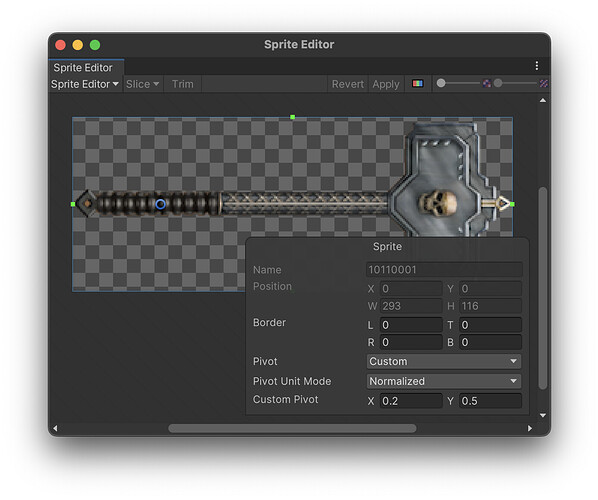 Sprite Editor
Sprite Editor
Sprite Editor Slice Trim Revert Apply
Sprite
Name 10110001
Position X 0 Y 0
W 293 H 116
Border L 0 T 0
R 0 B 0
Pivot Custom
Pivot Unit Mode Normalized
Custom Pivot X 0.2 Y 0.5